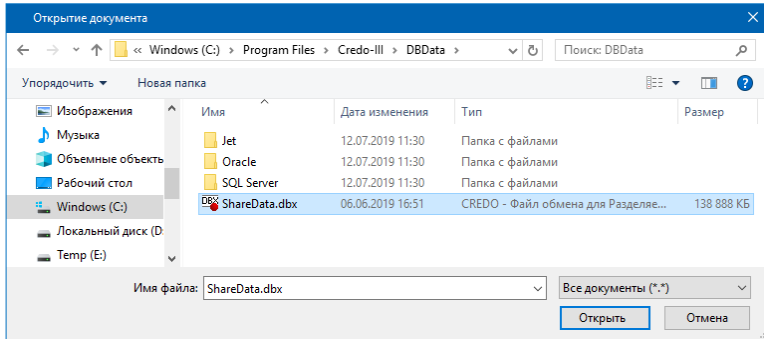 Открытие документа
« Windows (C:) > Program Files > Credo-III > DBData >
Поиск: DBData
Упорядочить
Новая папка
Изображения
Музыка
Объемные объекть
Рабочий стол
Windows (C:)
Локальный диск (D:
Temp (E:)
Имя Дата изменения Тип Размер
Jet 12.07.2019 11:30 Папка с файлами
Oracle 12.07.2019 11:30 Папка с файлами
SQL Server 12.07.2019 11:30 Папка с файлами
DBX ShareData.dbx 06.06.2019 16:51 CREDO - Файл обмена для Разделяе... 138 888 КБ
Имя файла: ShareData.dbx Все документы (*.*)
Открыть Отмена